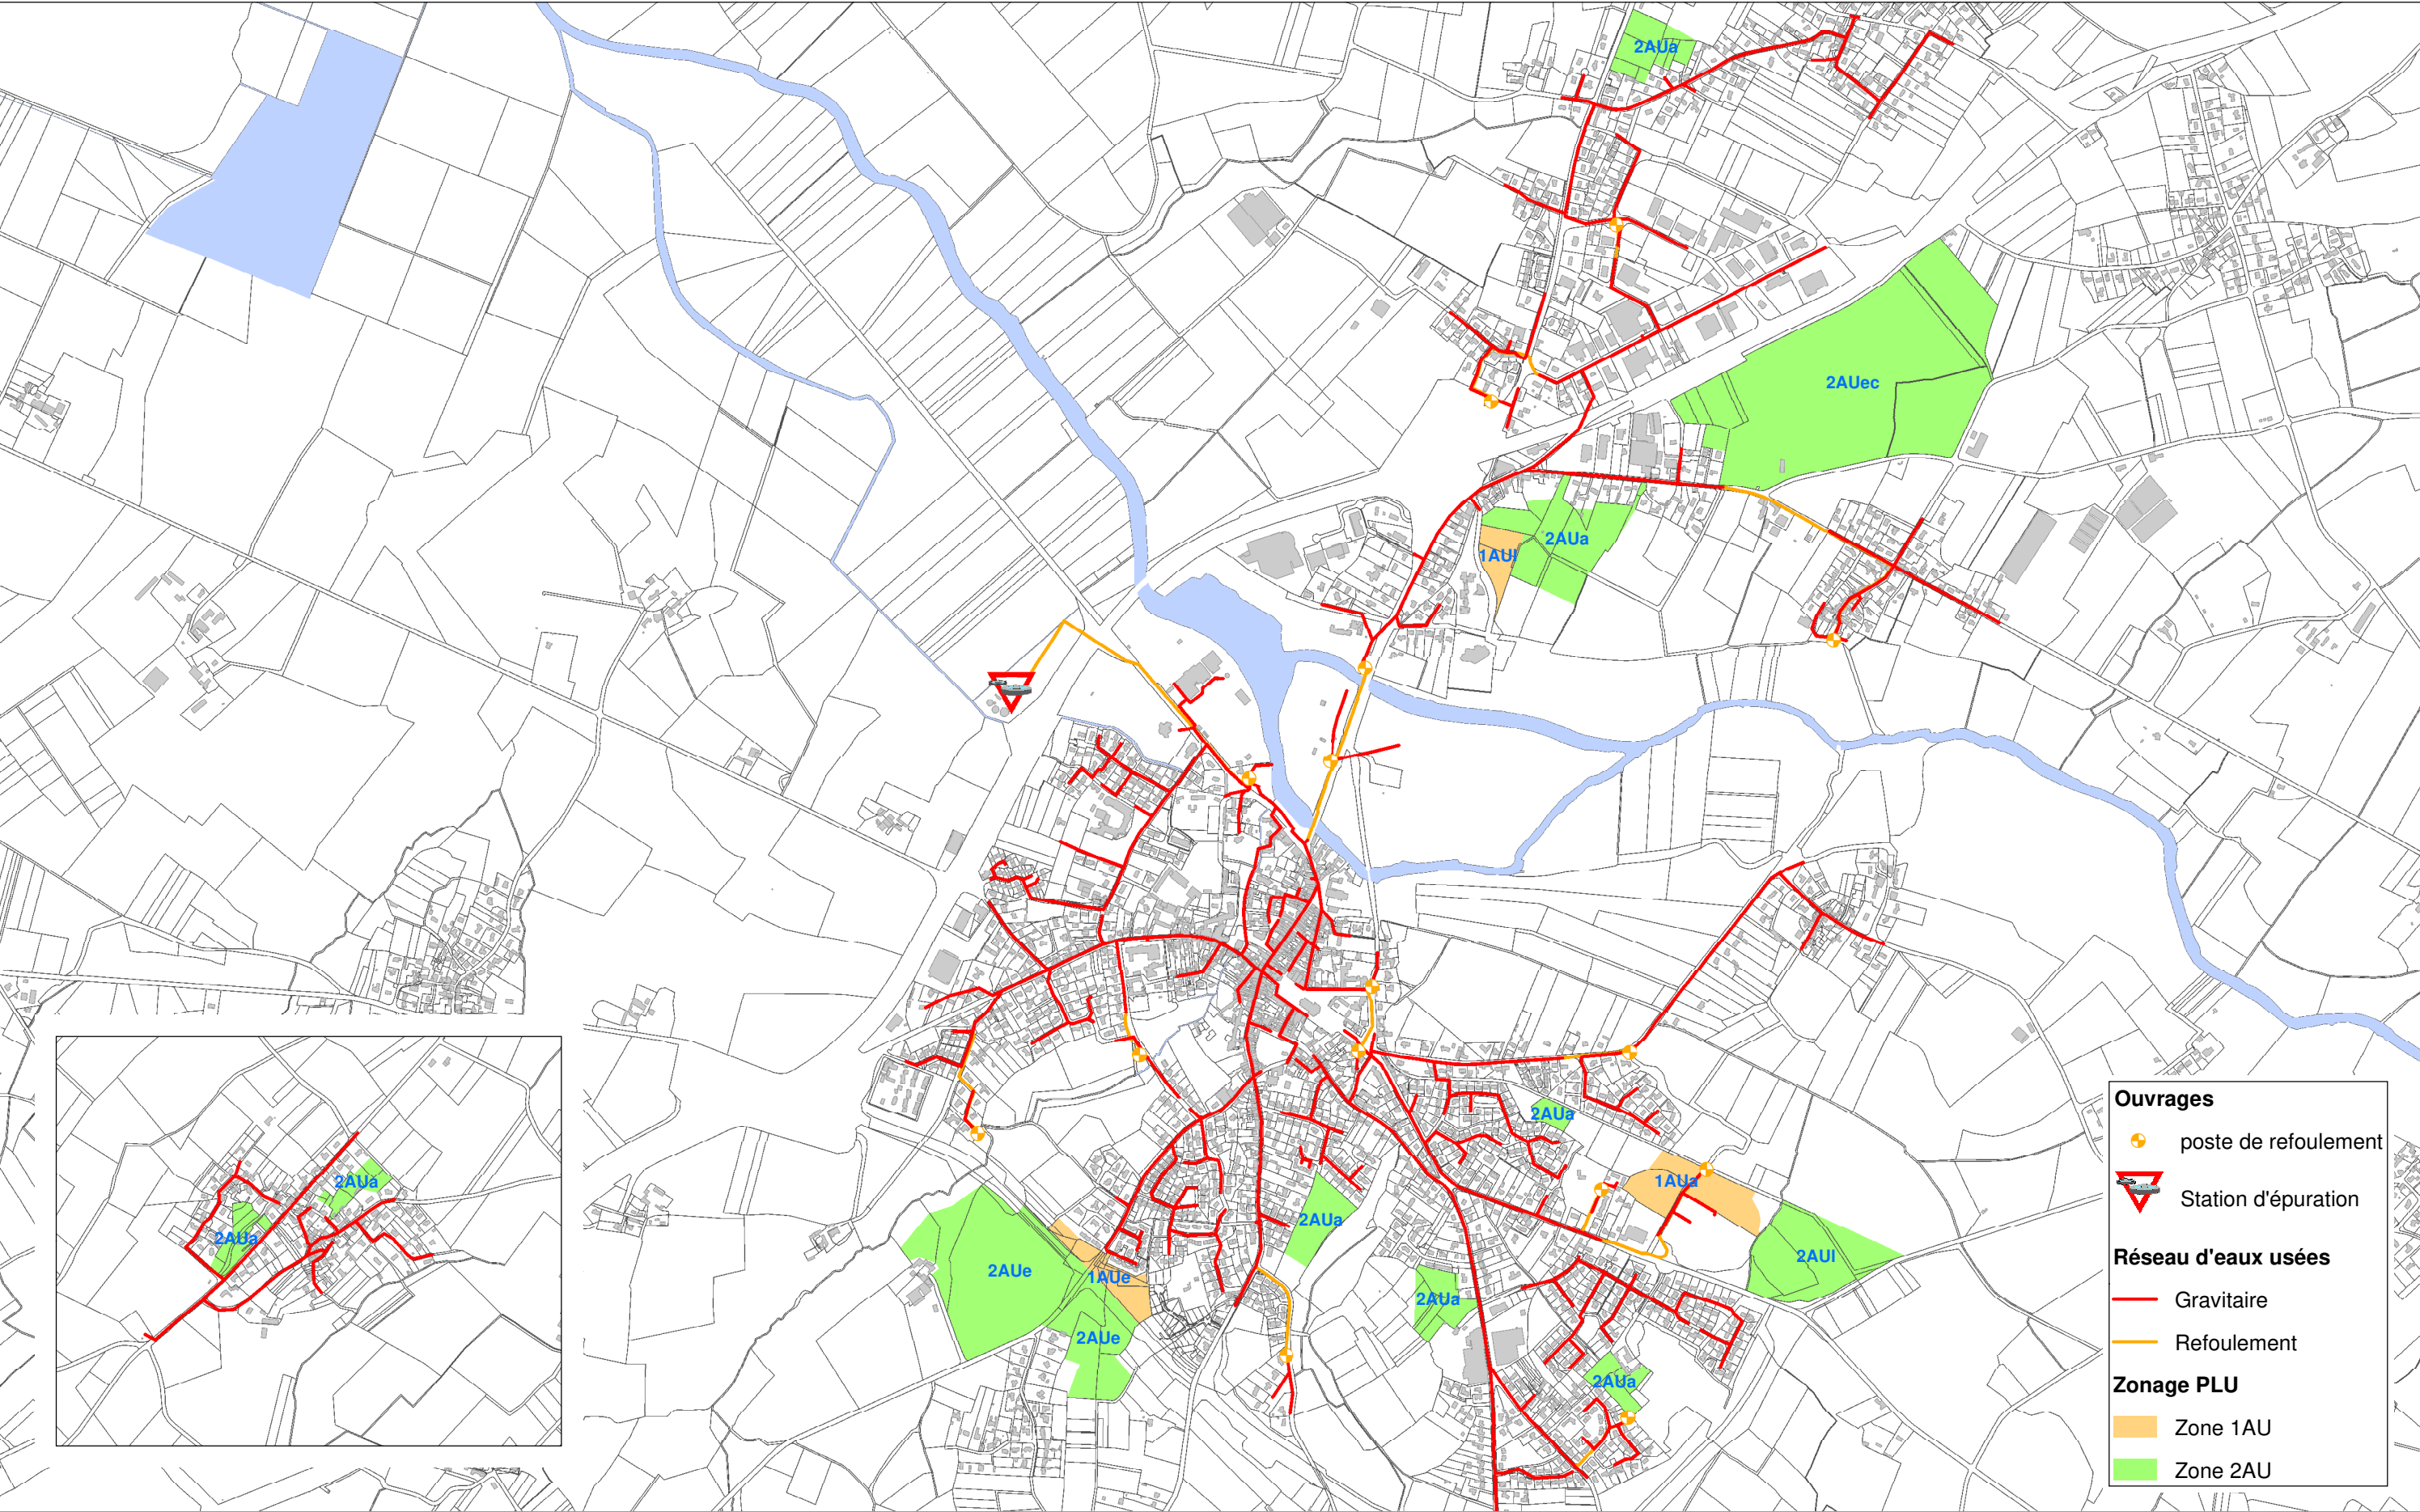 2AUa
2AUec
2AUa
1AUl
2AUa
1AUa
2AUa
2AUa
2AUa
2AUl
2AUe
1AUe
2AUa
2AUe
2AUa
Ouvrages
poste de refoulement
Station d'épuration
Réseau d'eaux usées
Gravitaire
Refoulement
Zonage PLU
Zone 1AU
Zone 2AU